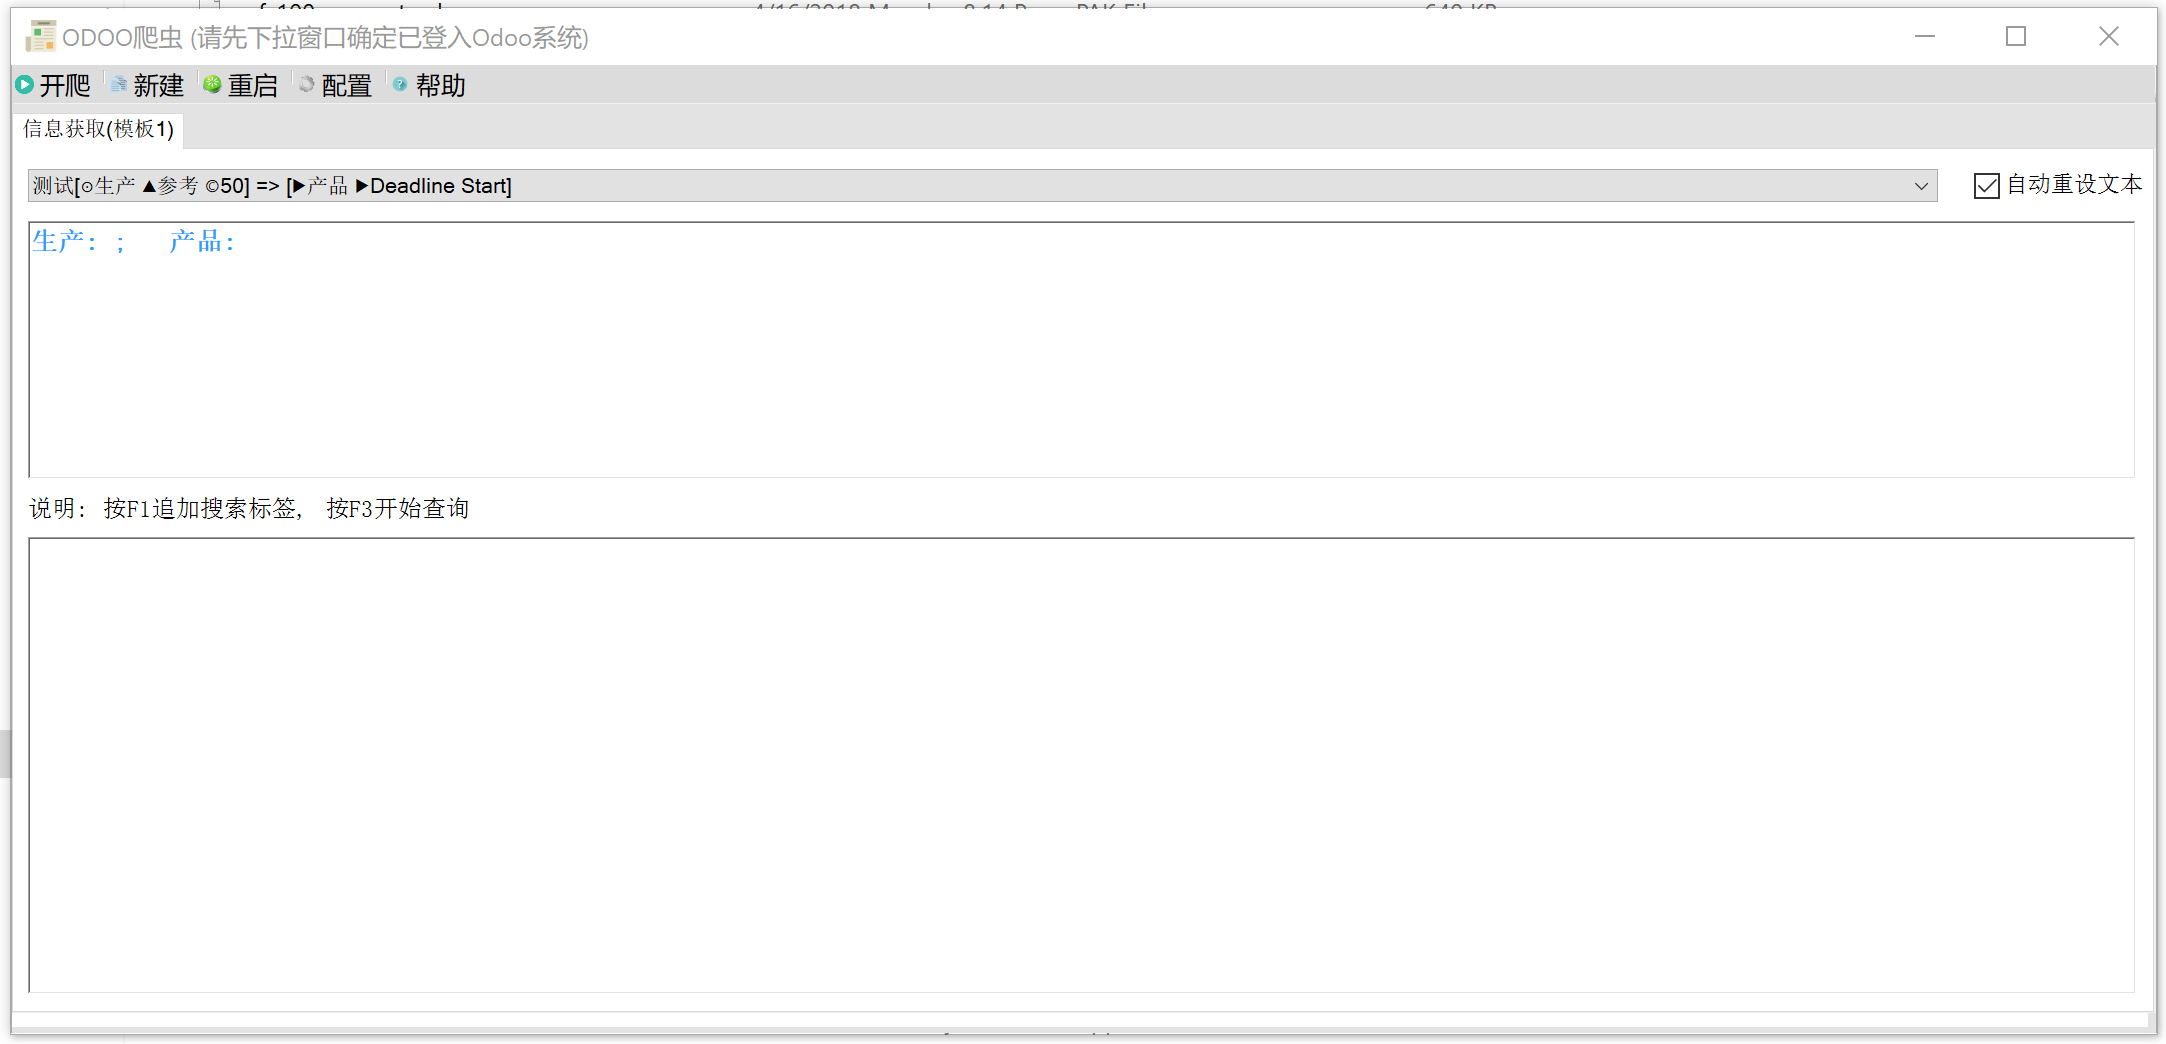 ODOO爬虫 (请先下拉窗口确定已登入Odoo系统)
开爬 新建 重启 配置 帮助
信息获取(模板1)
测试[⊙生产 ▲参考 ©50] => [▶产品 ▶Deadline Start]
自动重设文本
生产: ; 产品:
说明: 按F1追加搜索标签, 按F3开始查询